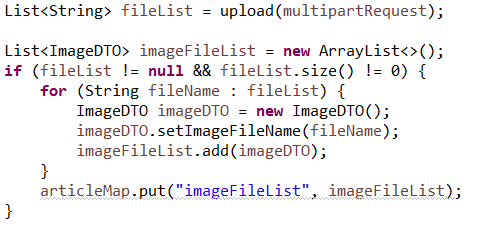 List<String> fileList = upload(multipartRequest);

List<ImageDTO> imageFileList = new ArrayList<>();
if (fileList != null && fileList.size() != 0) {
    for (String fileName : fileList) {
        ImageDTO imageDTO = new ImageDTO();
        imageDTO.setImageFileName(fileName);
        imageFileList.add(imageDTO);
    }
    articleMap.put("imageFileList", imageFileList);
}